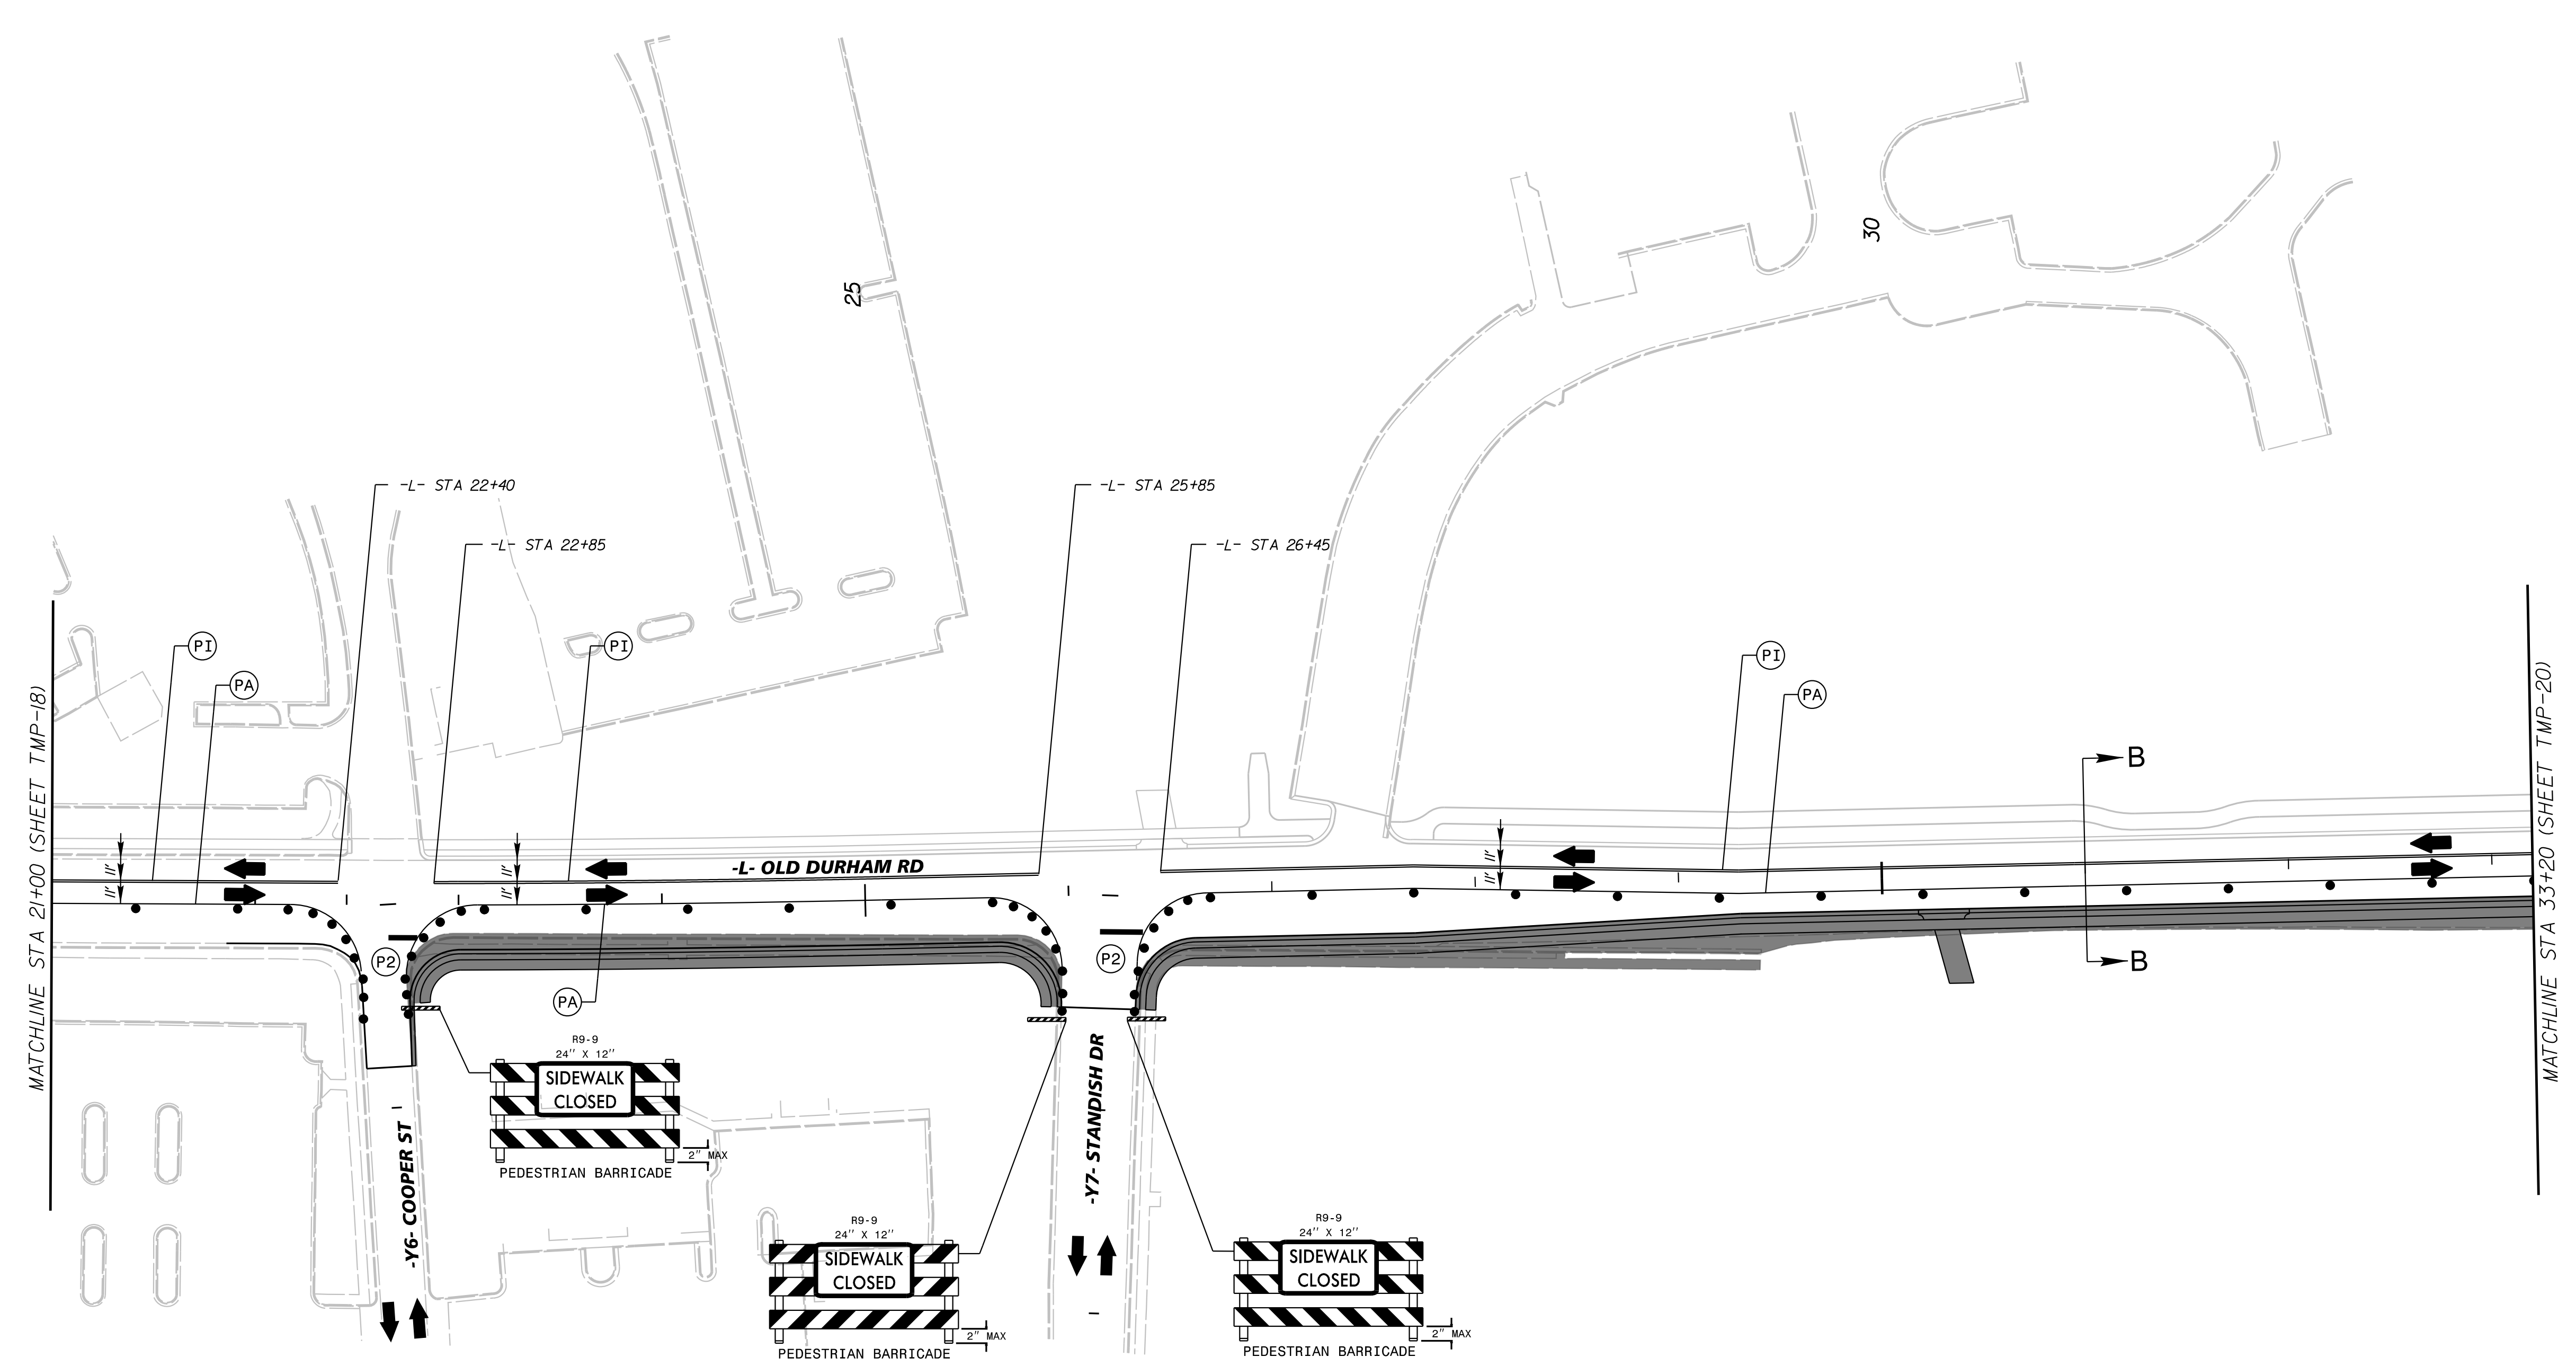 25
30
-L- STA 22+40
-L- STA 22+85
-L- STA 25+85
-L- STA 26+45
PI
PA
PI
PI
PA
B
B
MATCHLINE STA 21+00 (SHEET TMP-18)
MATCHLINE STA 33+20 (SHEET TMP-20)
11'
11'
11'
11'
11'
-L- OLD DURHAM RD
P2
P2
PA
R9-9
24" X 12"
SIDEWALK
CLOSED
2" MAX
PEDESTRIAN BARRICADE
-Y6- COOPER ST
-Y7- STANDISH DR
R9-9
24" X 12"
SIDEWALK
CLOSED
2" MAX
PEDESTRIAN BARRICADE
R9-9
24" X 12"
SIDEWALK
CLOSED
2" MAX
PEDESTRIAN BARRICADE